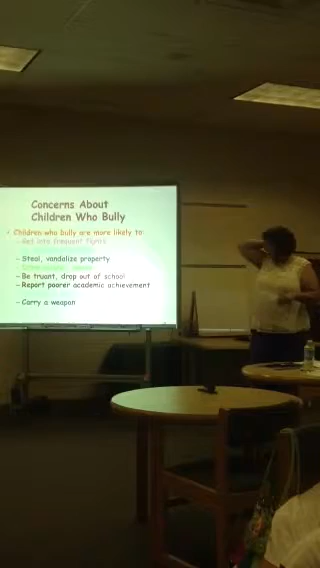 Concerns About
Children Who Bully
Children who bully are more likely to:
– Get into frequent fights
– Steal, vandalize property
– Be truant, drop out of school
– Report poorer academic achievement
– Carry a weapon